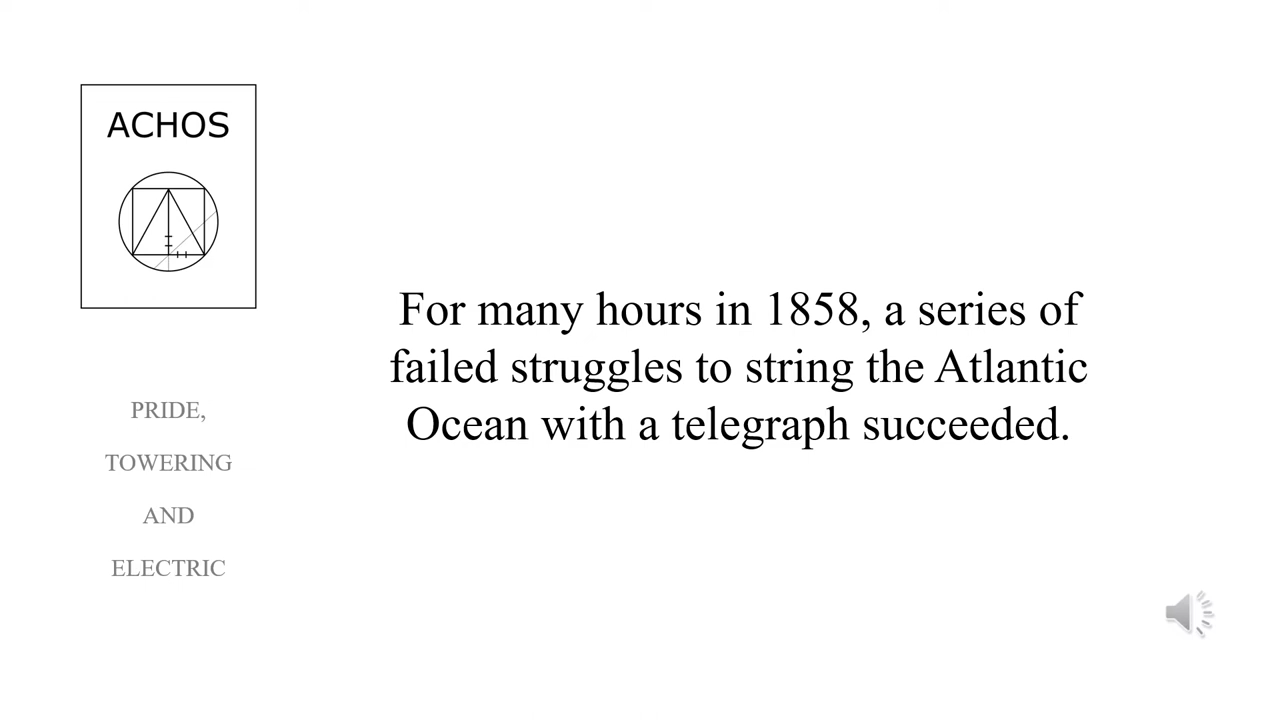 ACHOS
PRIDE,
TOWERING
AND
ELECTRIC
For many hours in 1858, a series of
failed struggles to string the Atlantic
Ocean with a telegraph succeeded.